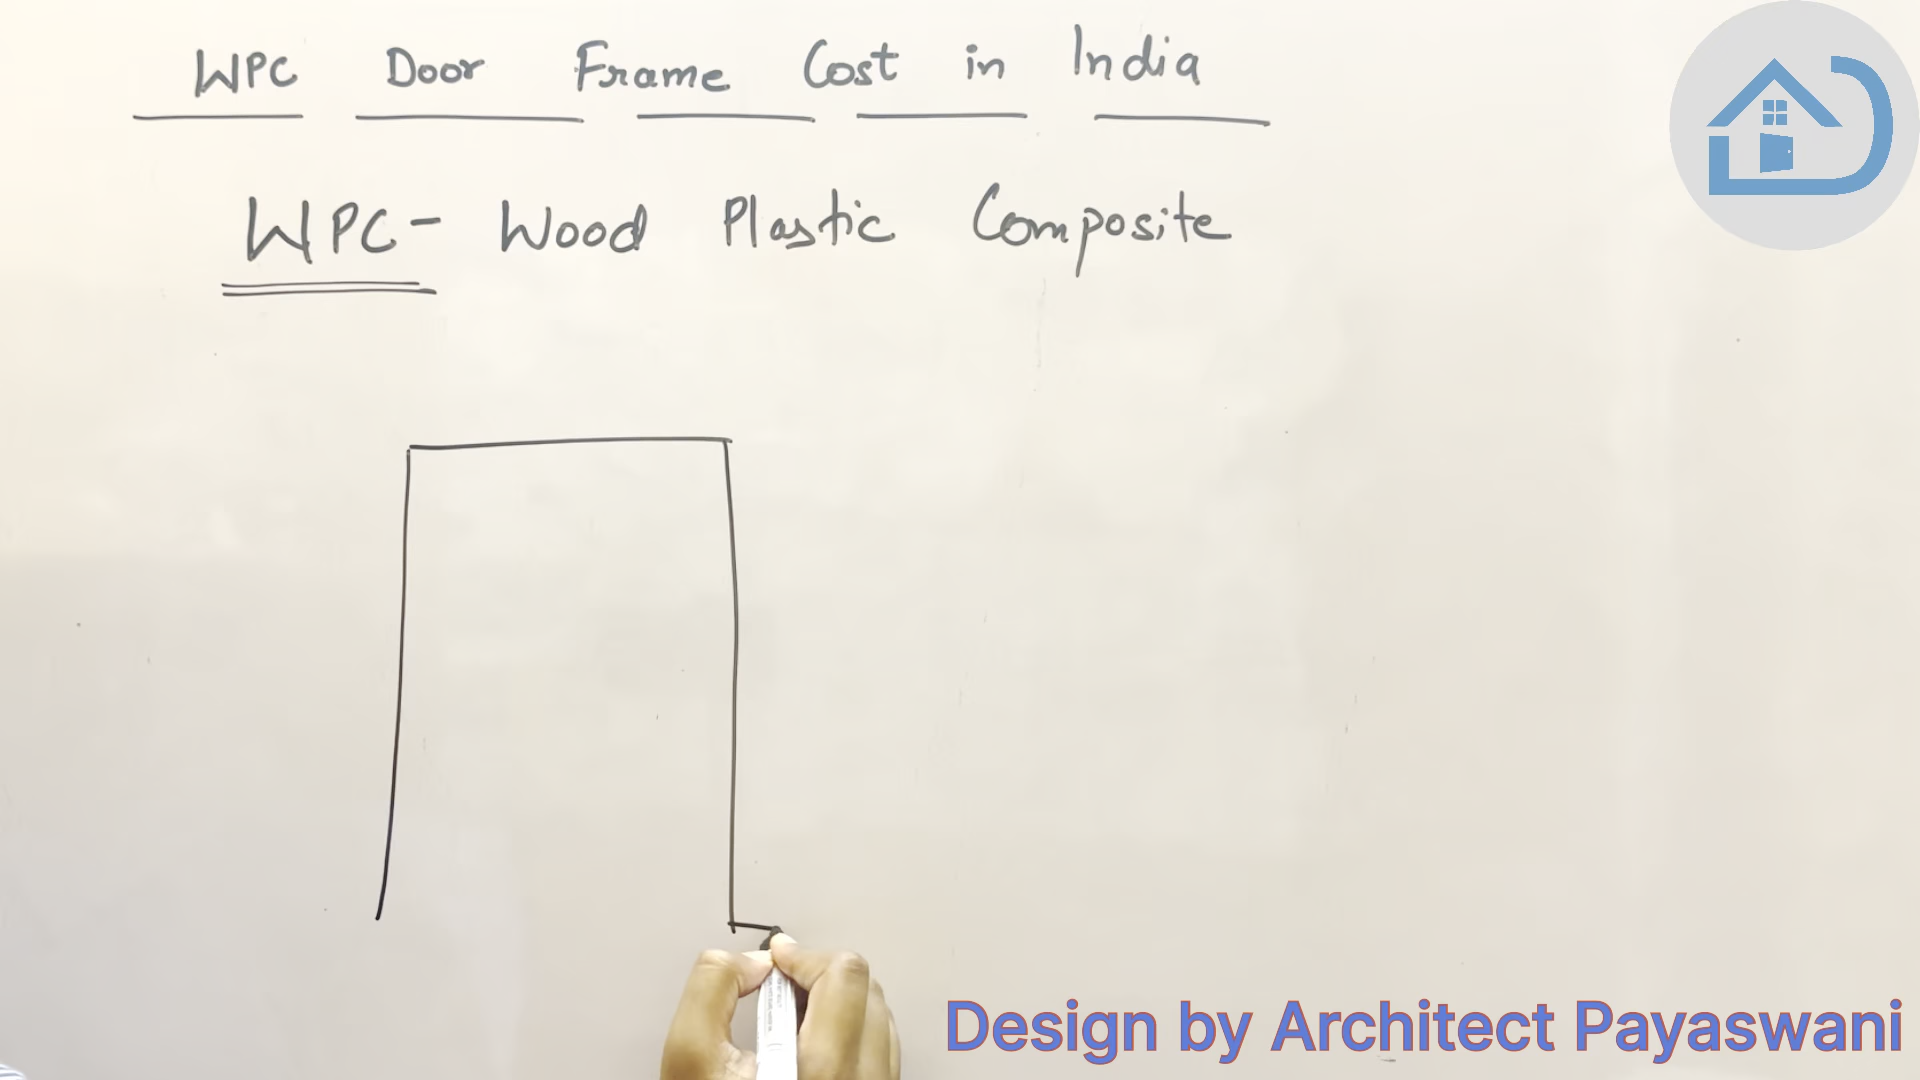 WPC Door Frame Cost in India
WPC - Wood Plastic Composite
Design by Architect Payaswani